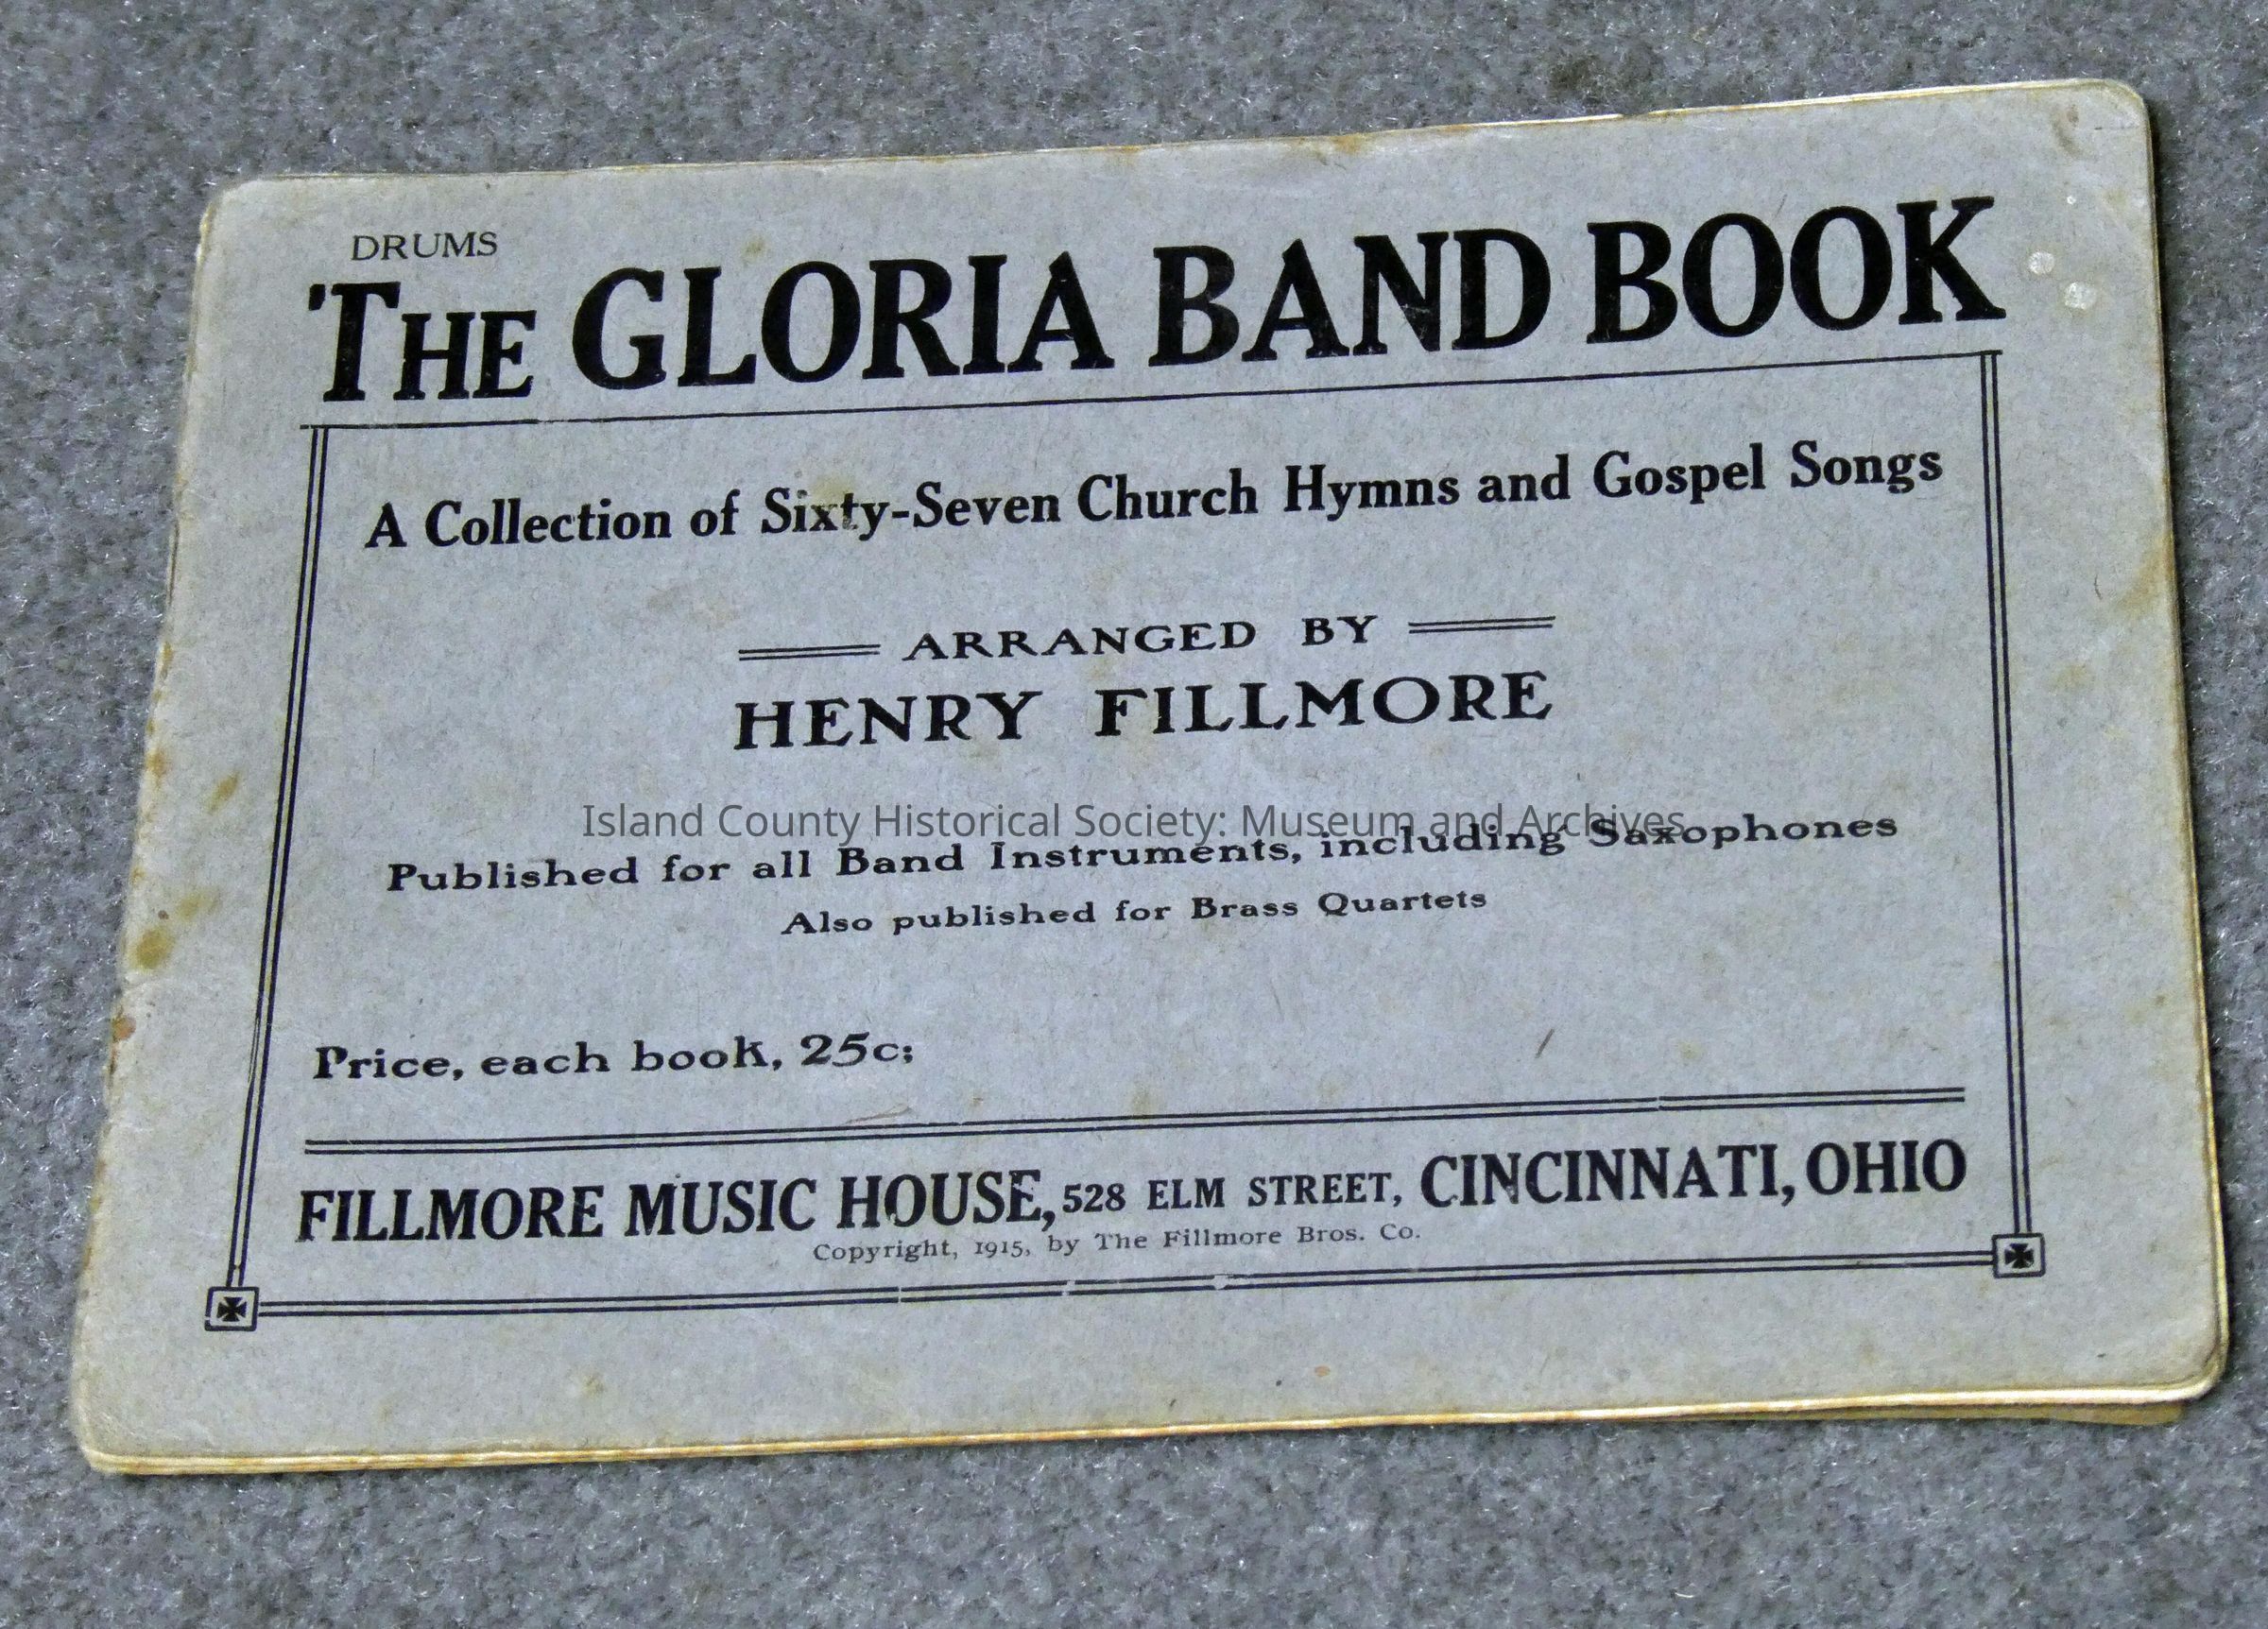 DRUMS
THE GLORIA BAND BOOK
A Collection of Sixty-Seven Church Hymns and Gospel Songs
ARRANGED BY
HENRY FILLMORE
Island County Historical Society: Museum and Archives
Published for all Band Instruments, including Saxophones
Also published for Brass Quartets
Price, each book, 25c;
FILLMORE MUSIC HOUSE, 528 ELM STREET, CINCINNATI, OHIO
Copyright, 1915, by The Fillmore Bros. Co.